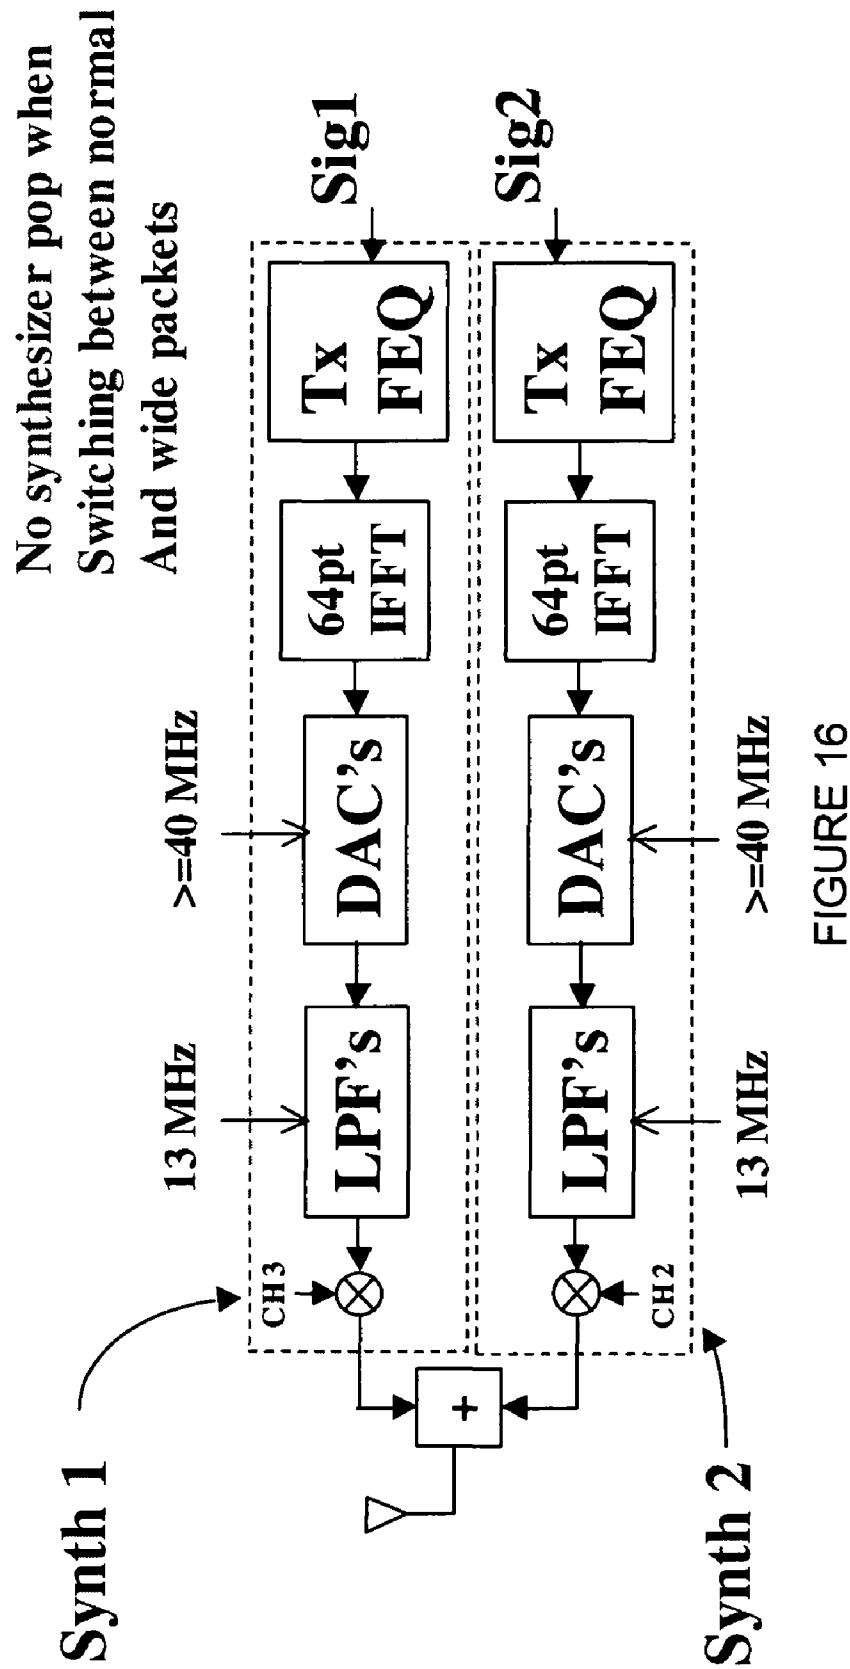 No synthesizer pop when
Switching between normal
And wide packets
Synth 1
13 MHz
>=40 MHz
CH3
LPF's
DAC's
64pt
IFFT
Tx
FEQ
Sig1
+
LPF's
DAC's
64pt
IFFT
Tx
FEQ
Sig2
CH2
13 MHz
>=40 MHz
Synth 2
FIGURE 16